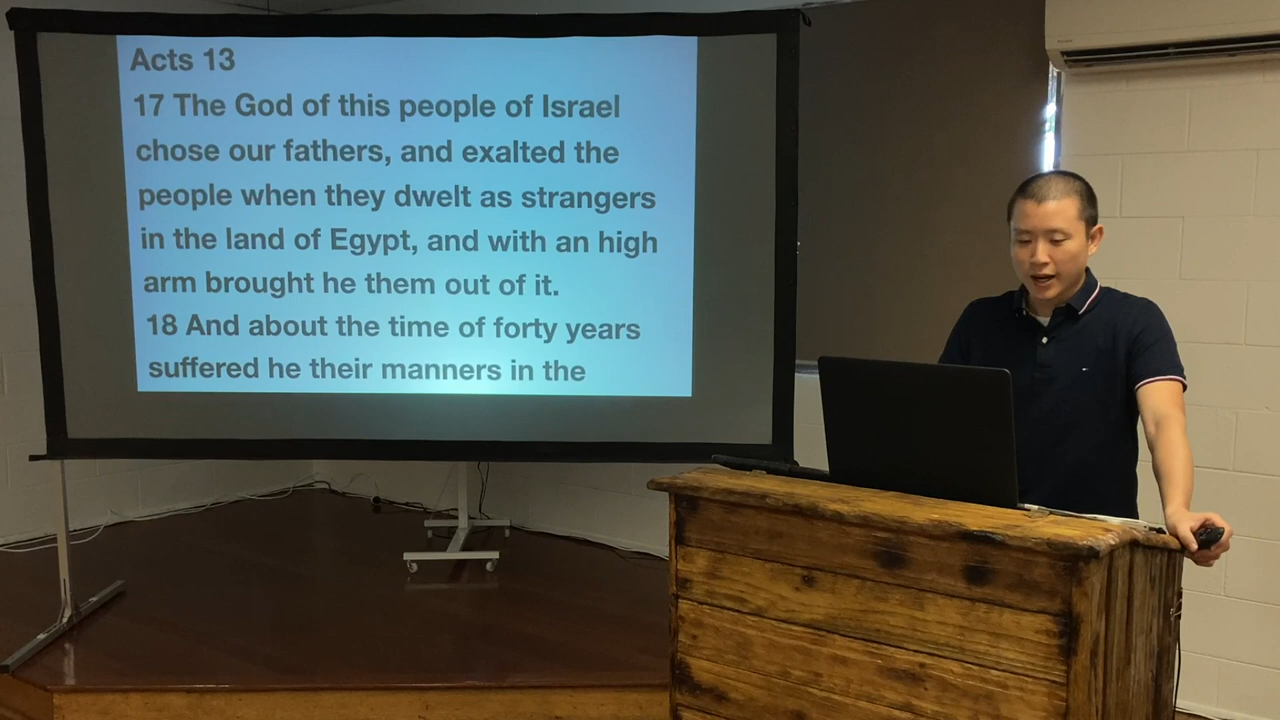 Acts 13
17 The God of this people of Israel
chose our fathers, and exalted the
people when they dwelt as strangers
in the land of Egypt, and with an high
arm brought he them out of it.
18 And about the time of forty years
suffered he their manners in the